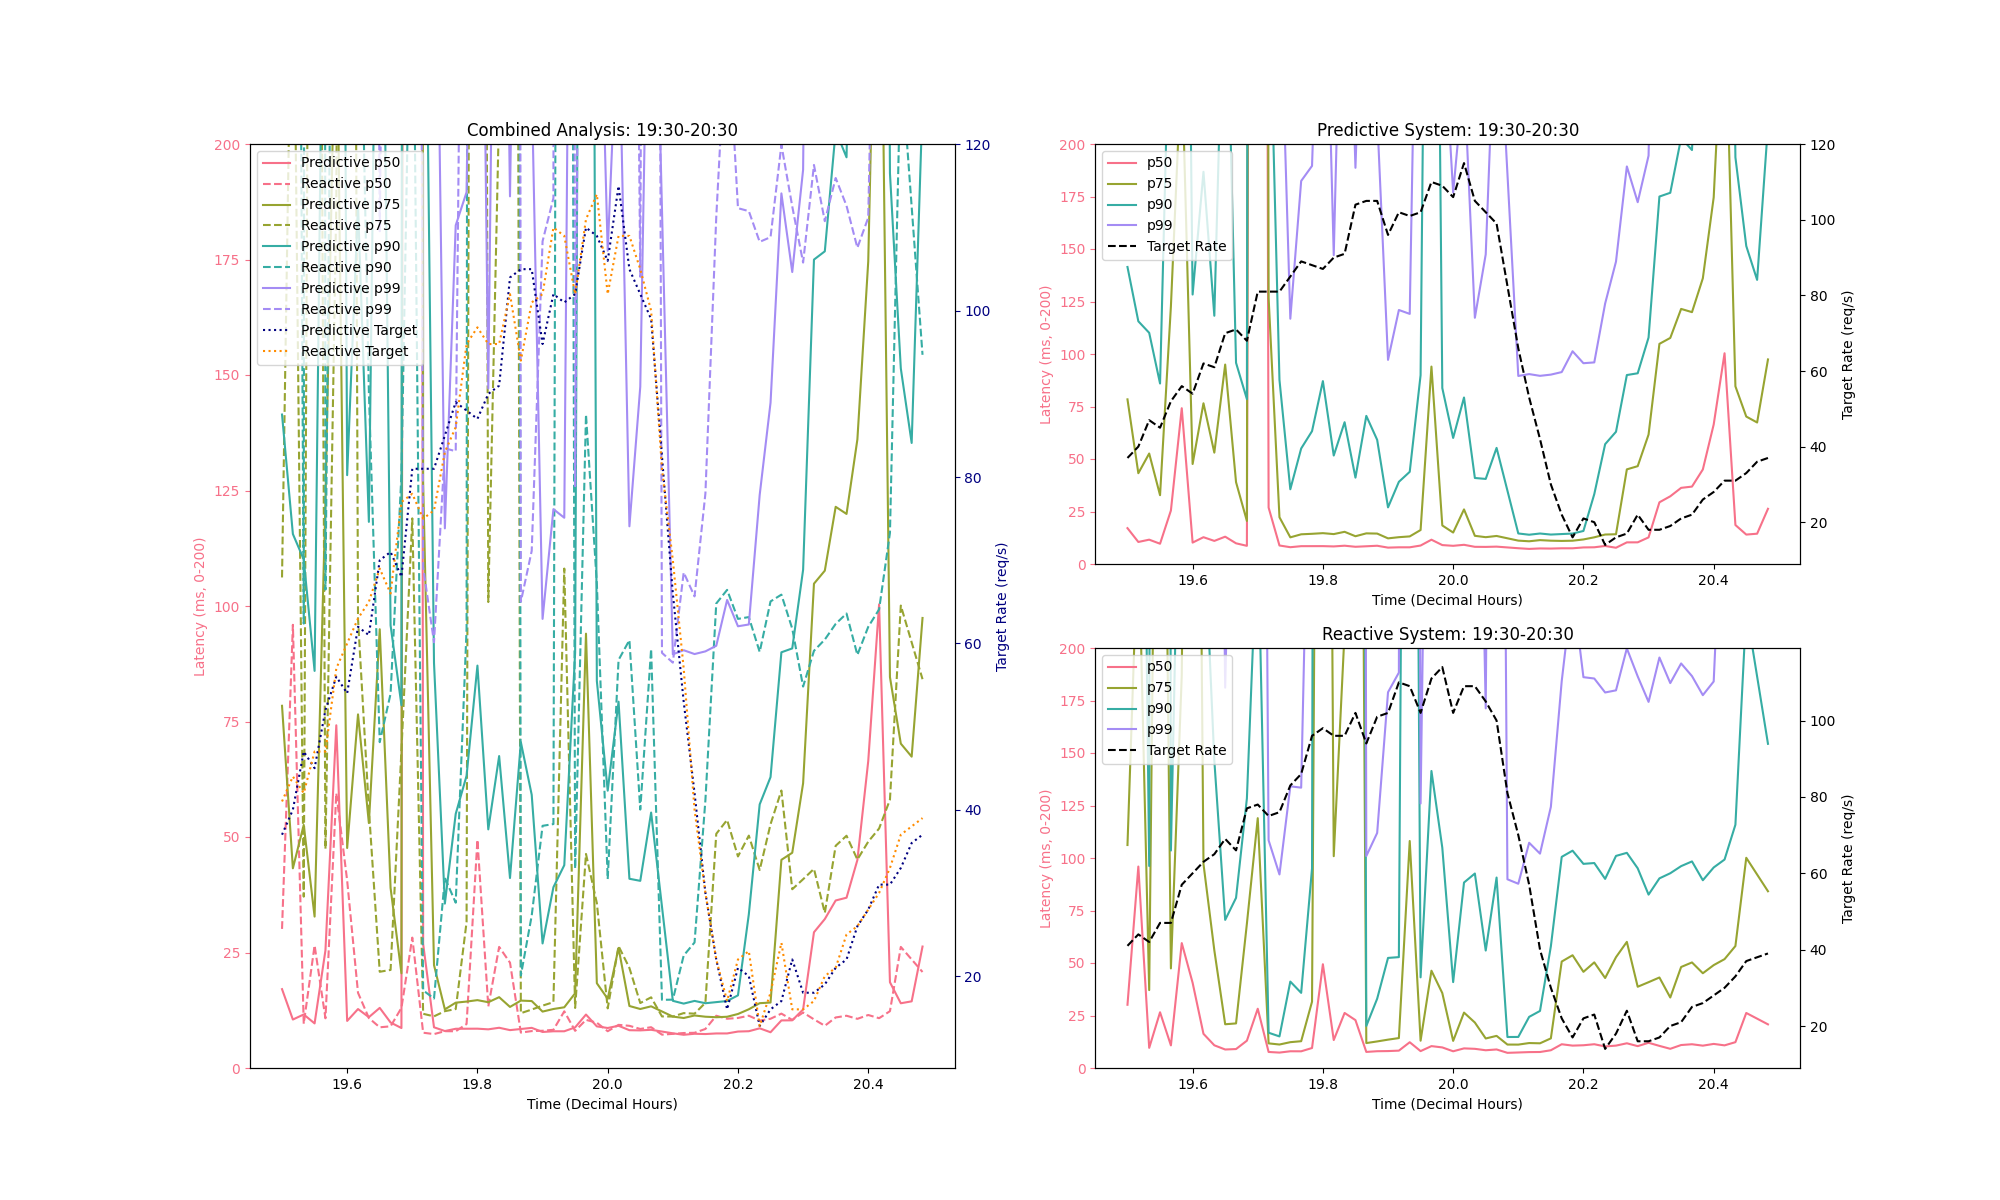 Combined Analysis: 19:30-20:30
200
175
150
125
100
75
50
25
0
Latency (ms, 0-200)
Predictive p50
Reactive p50
Predictive p75
Reactive p75
Predictive p90
Reactive p90
Predictive p99
Reactive p99
Predictive Target
Reactive Target
120
100
80
60
40
20
Target Rate (req/s)
19.6 19.8 20.0 20.2 20.4
Time (Decimal Hours)
Predictive System: 19:30-20:30
200
175
150
125
100
75
50
25
0
Latency (ms, 0-200)
p50
p75
p90
p99
Target Rate
120
100
80
60
40
20
Target Rate (req/s)
19.6 19.8 20.0 20.2 20.4
Time (Decimal Hours)
Reactive System: 19:30-20:30
200
175
150
125
100
75
50
25
0
Latency (ms, 0-200)
p50
p75
p90
p99
Target Rate
100
80
60
40
20
Target Rate (req/s)
19.6 19.8 20.0 20.2 20.4
Time (Decimal Hours)